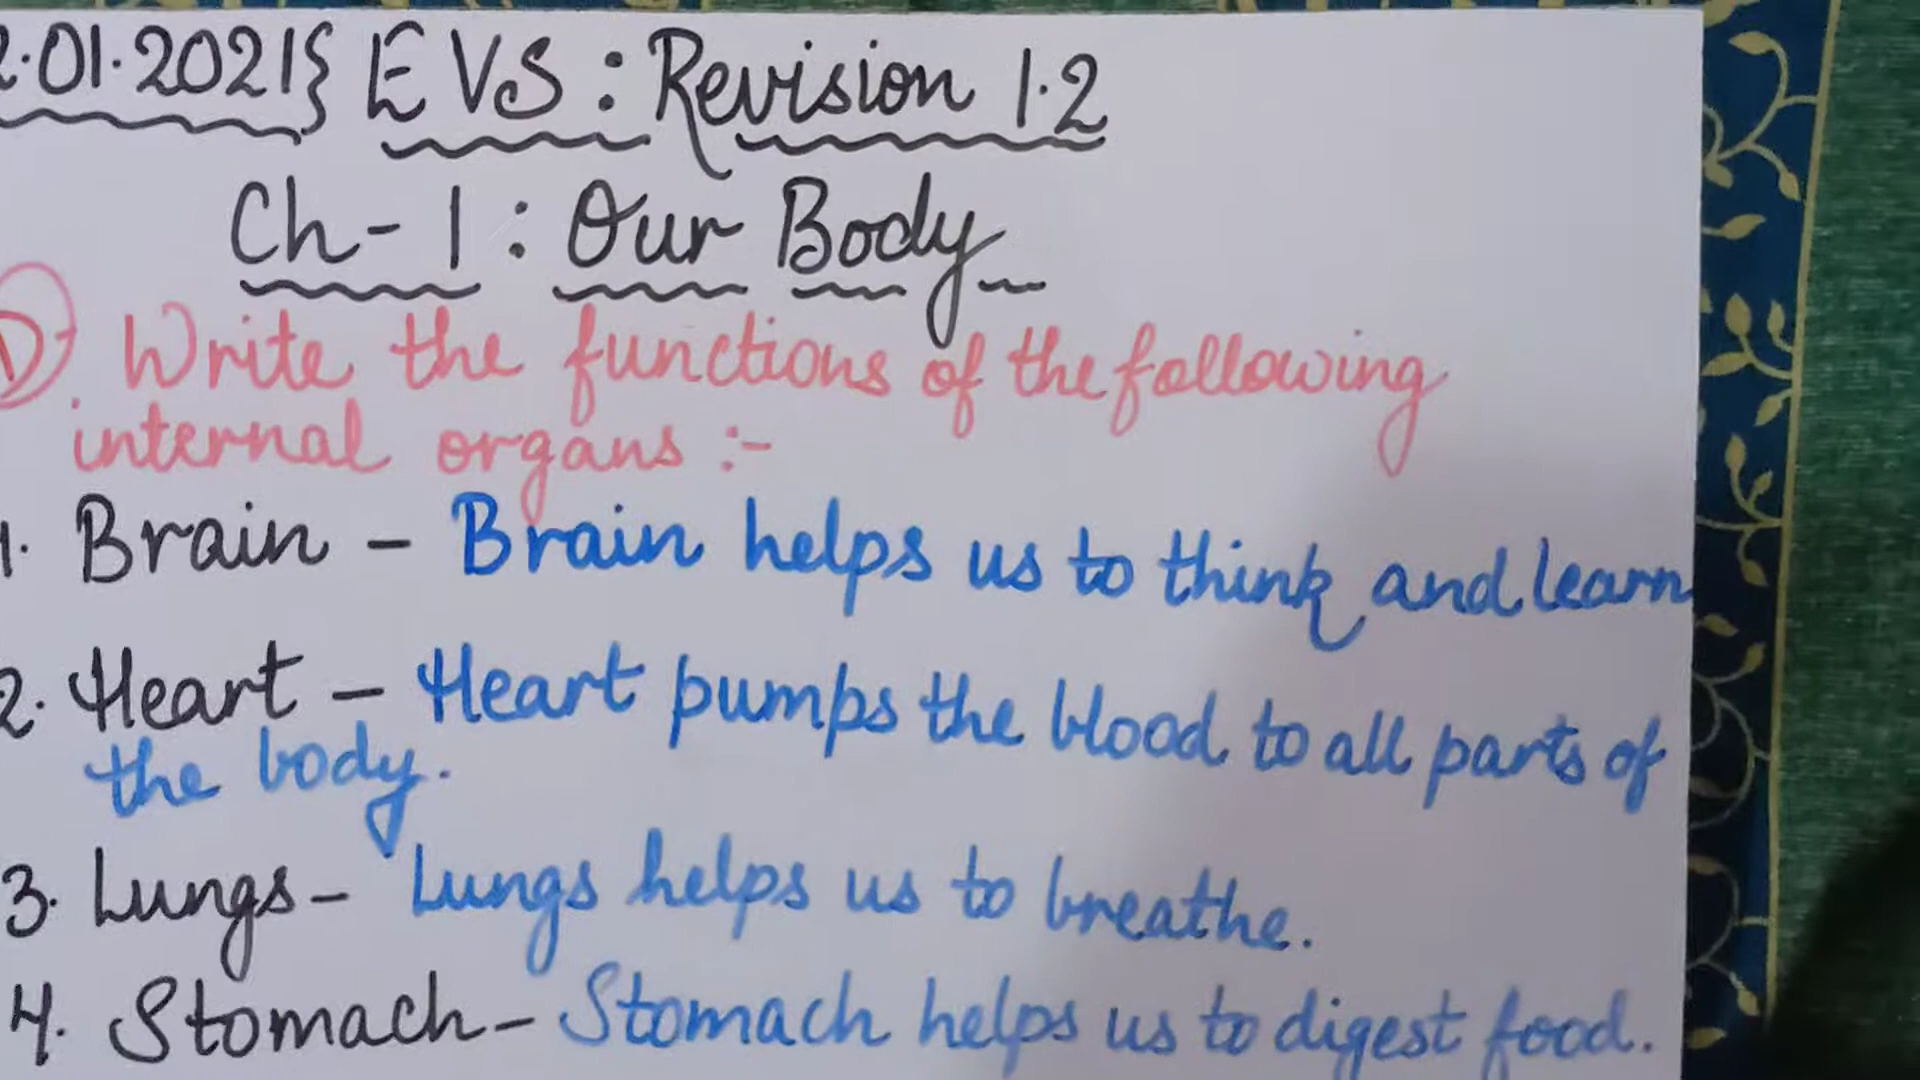 2.01.2021} EVS : Revision 1.2
Ch - 1 : Our Body
D. Write the functions of the following
internal organs :-
1. Brain - Brain helps us to think and learn
2. Heart - Heart pumps the blood to all parts of
the body.
3. Lungs - Lungs helps us to breathe.
4. Stomach - Stomach helps us to digest food.